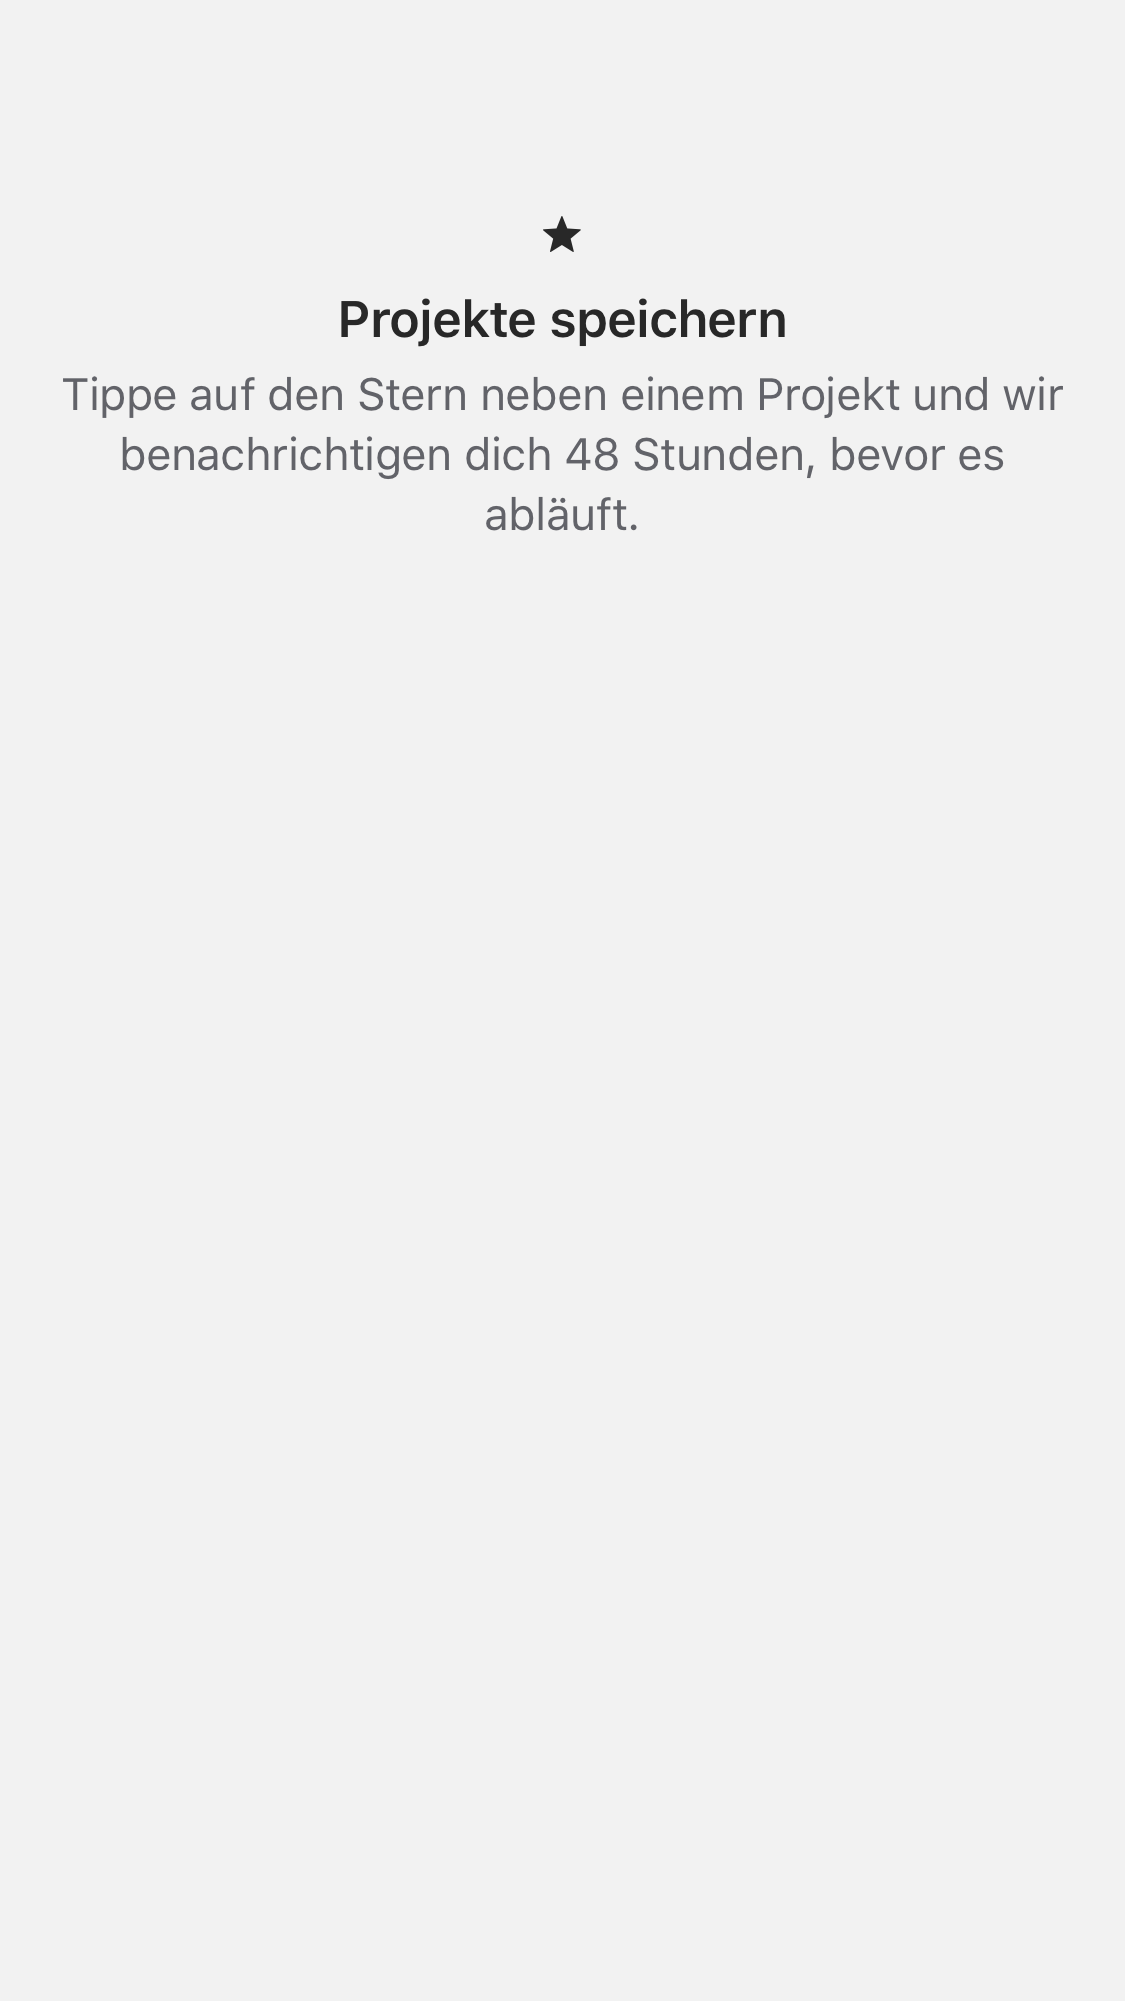 Projekte speichern
Tippe auf den Stern neben einem Projekt und wir
benachrichtigen dich 48 Stunden, bevor es
abläuft.